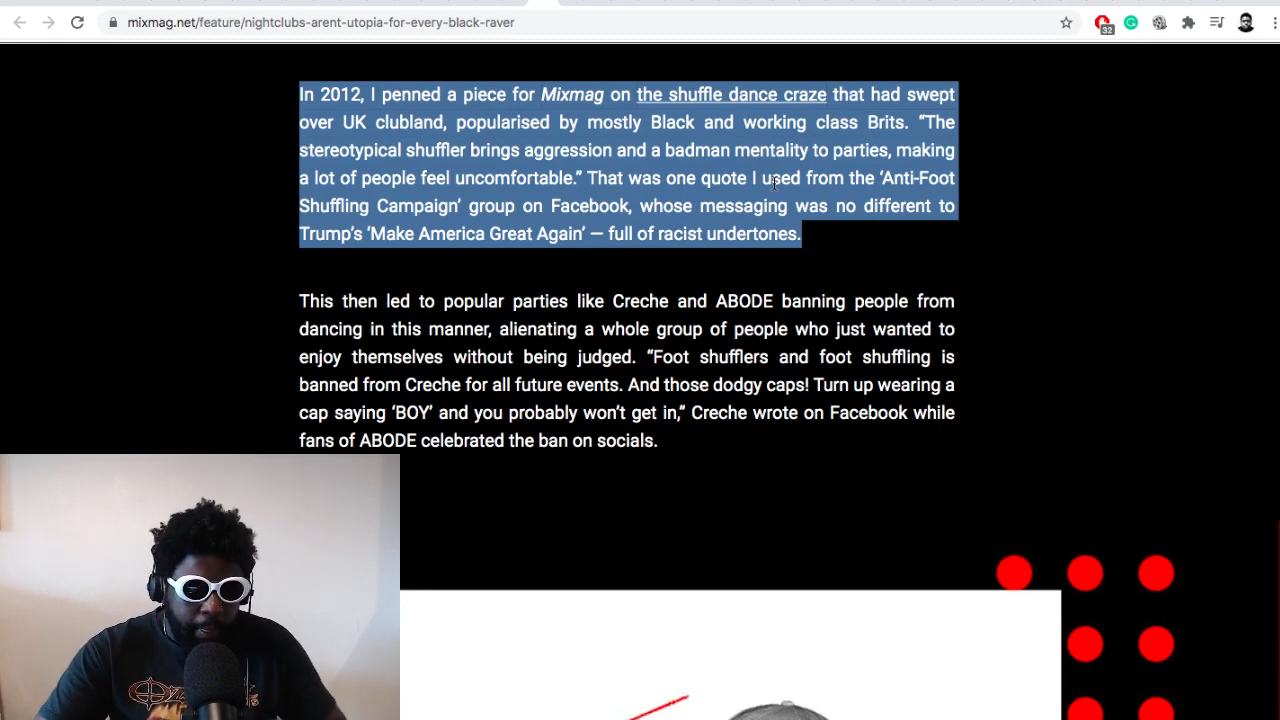 mixmag.net/feature/nightclubs-arent-utopia-for-every-black-raver
32
In 2012, I penned a piece for Mixmag on the shuffle dance craze that had swept
over UK clubland, popularised by mostly Black and working class Brits. “The
stereotypical shuffler brings aggression and a badman mentality to parties, making
a lot of people feel uncomfortable.” That was one quote I used from the ‘Anti-Foot
Shuffling Campaign’ group on Facebook, whose messaging was no different to
Trump’s ‘Make America Great Again’ — full of racist undertones.
This then led to popular parties like Creche and ABODE banning people from
dancing in this manner, alienating a whole group of people who just wanted to
enjoy themselves without being judged. “Foot shufflers and foot shuffling is
banned from Creche for all future events. And those dodgy caps! Turn up wearing a
cap saying ‘BOY’ and you probably won’t get in,” Creche wrote on Facebook while
fans of ABODE celebrated the ban on socials.